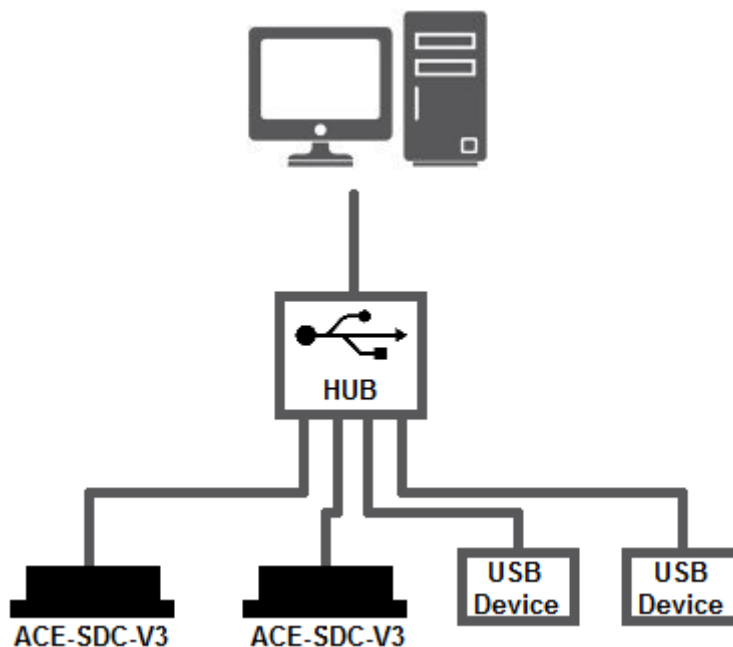 HUB
ACE-SDC-V3
ACE-SDC-V3
USB
Device
USB
Device